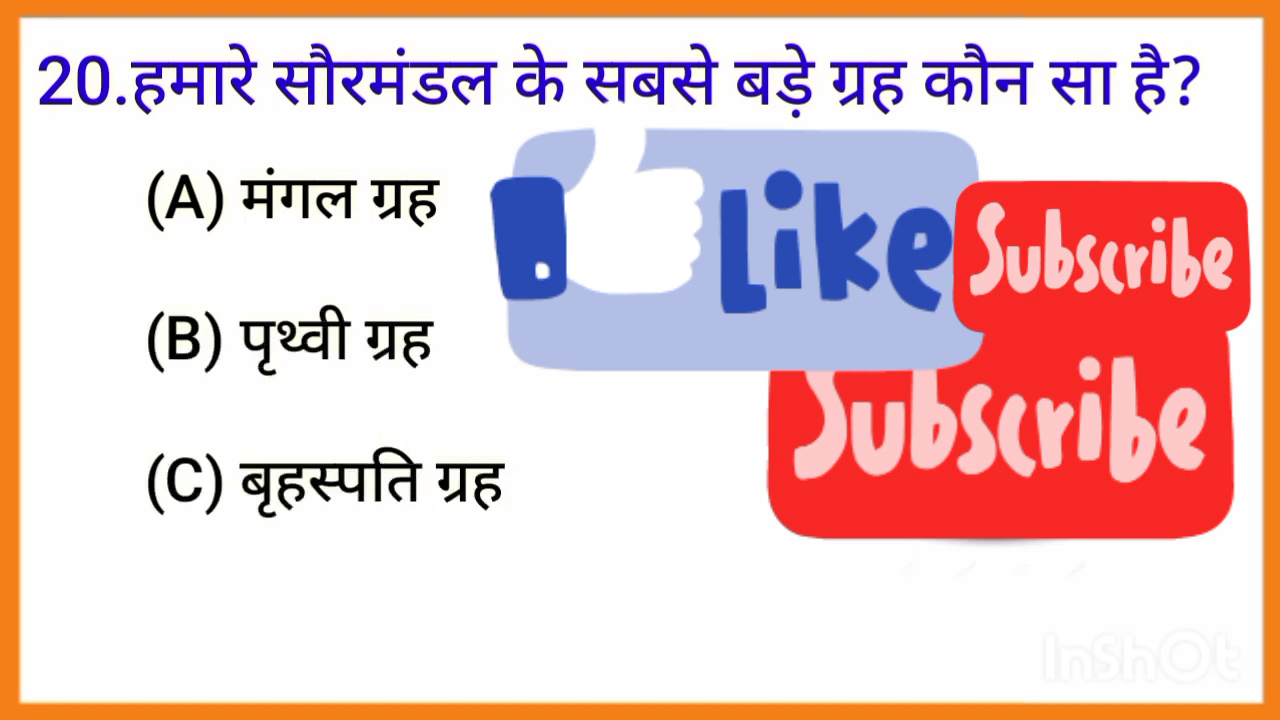 20.हमारे सौरमंडल के सबसे बड़े ग्रह कौन सा है?
(A) मंगल ग्रह
Like
Subscribe
(B) पृथ्वी ग्रह
Subscribe
(C) बृहस्पति ग्रह
InShOt